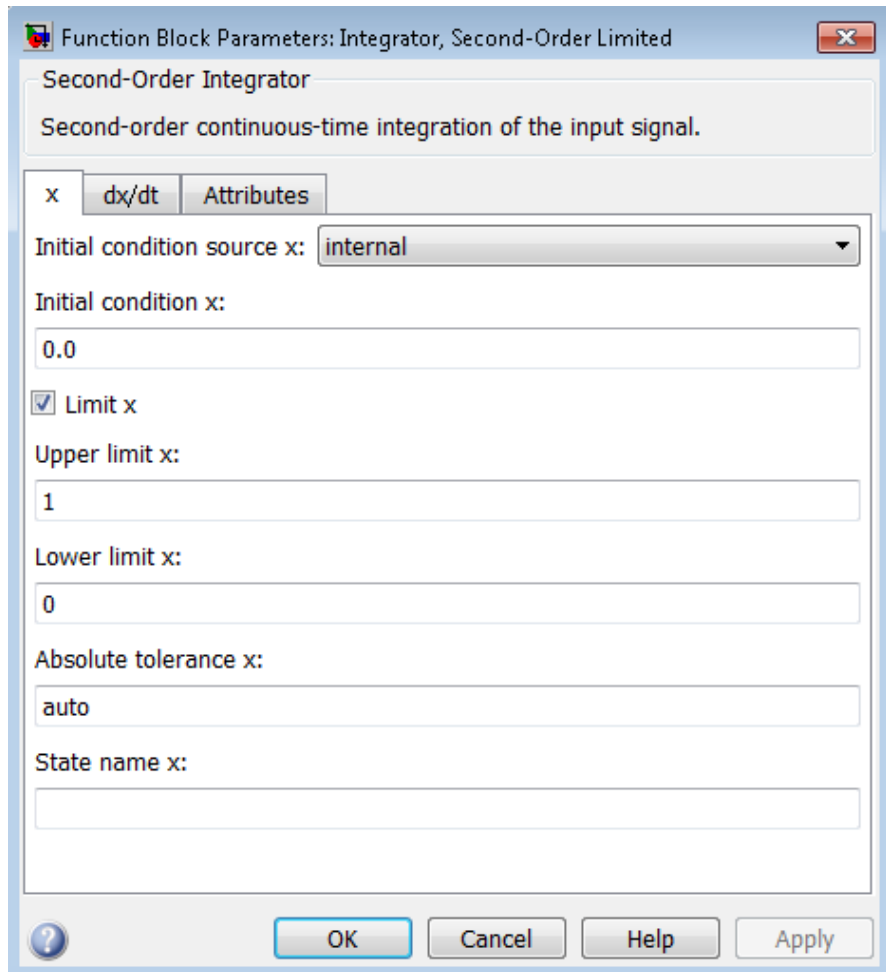 Function Block Parameters: Integrator, Second-Order Limited
Second-Order Integrator
Second-order continuous-time integration of the input signal.
x dx/dt Attributes
Initial condition source x: internal
Initial condition x:
0.0
Limit x
Upper limit x:
1
Lower limit x:
0
Absolute tolerance x:
auto
State name x:
? OK Cancel Help Apply